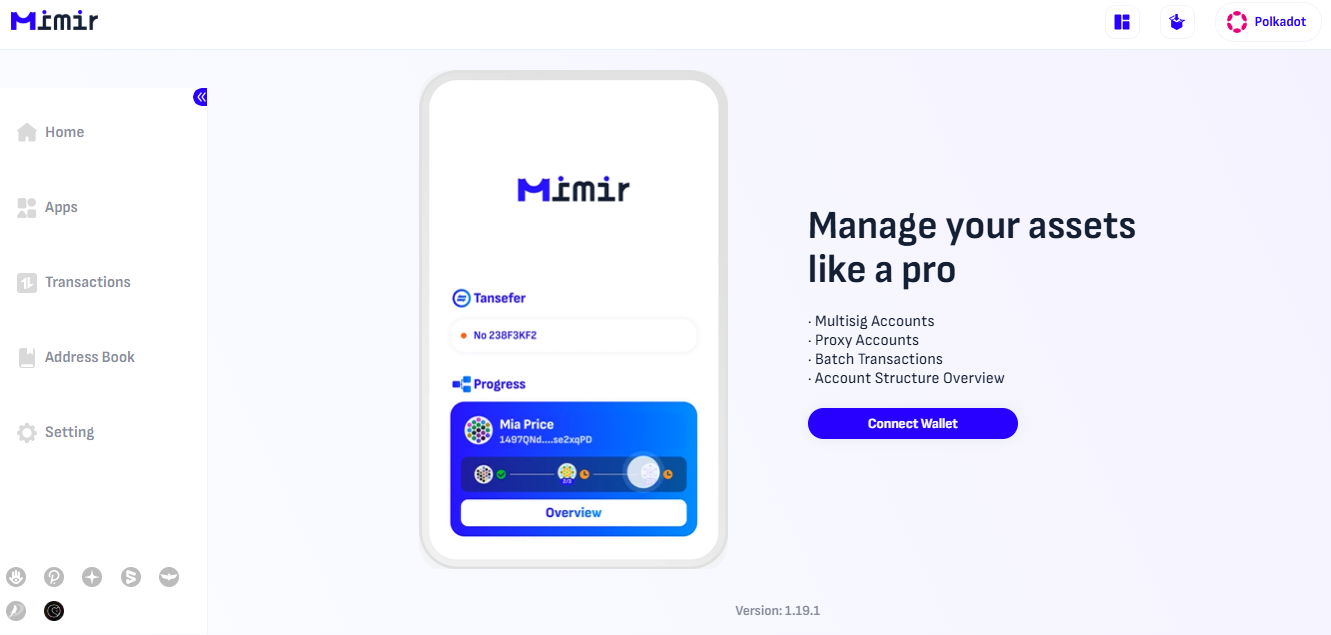 Mimir
Polkadot
Home
Apps
Transactions
Address Book
Setting
Mimir
Tansefer
No 238F3KF2
Progress
Mia Price
1497QNd....se2xqPD
2/3
Overview
Manage your assets
like a pro
· Multisig Accounts
· Proxy Accounts
· Batch Transactions
· Account Structure Overview
Connect Wallet
Version: 1.19.1